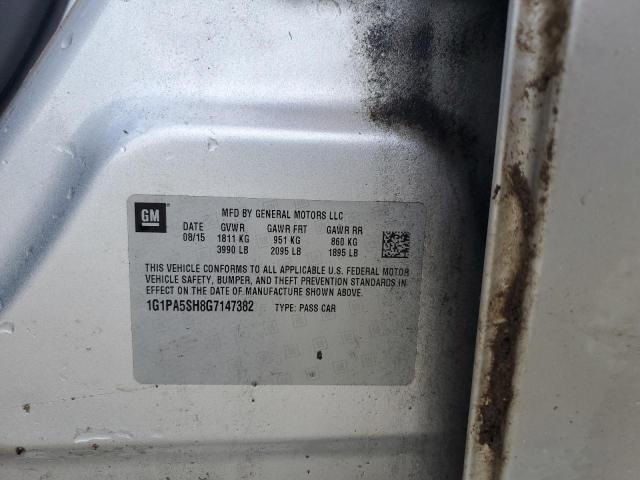 GM
MFD BY GENERAL MOTORS LLC
DATE GVWR GAWR FRT GAWR RR
08/15 1811 KG 951 KG 860 KG
3990 LB 2095 LB 1895 LB
THIS VEHICLE CONFORMS TO ALL APPLICABLE U.S. FEDERAL MOTOR
VEHICLE SAFETY, BUMPER, AND THEFT PREVENTION STANDARDS IN
EFFECT ON THE DATE OF MANUFACTURE SHOWN ABOVE.
1G1PA5SH8G7147382 TYPE: PASS CAR